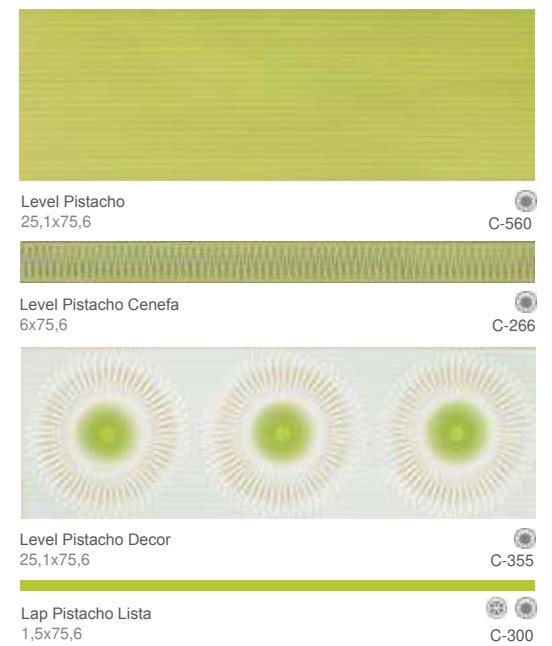 Level Pistacho
25,1x75,6
C-560
Level Pistacho Cenefa
6x75,6
C-266
Level Pistacho Decor
25,1x75,6
C-355
Lap Pistacho Lista
1,5x75,6
C-300